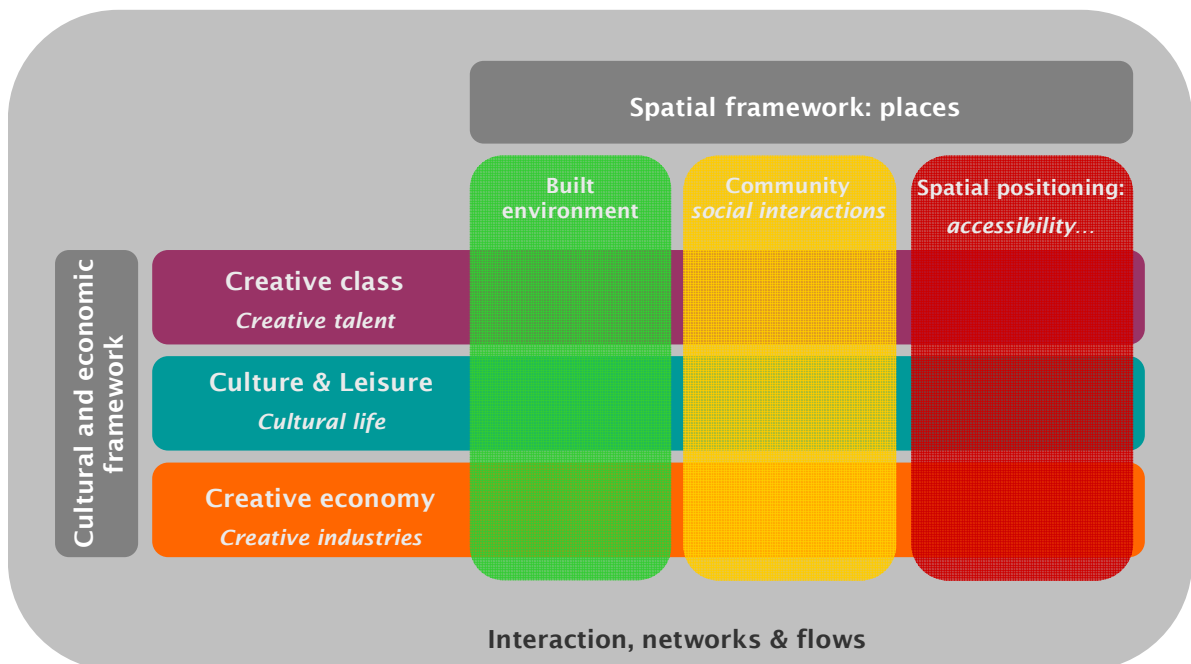 Spatial framework: places
Built
environment
Community
social interactions
Spatial positioning:
accessibility...
Cultural and economic
framework
Creative class
Creative talent
Culture & Leisure
Cultural life
Creative economy
Creative industries
Interaction, networks & flows